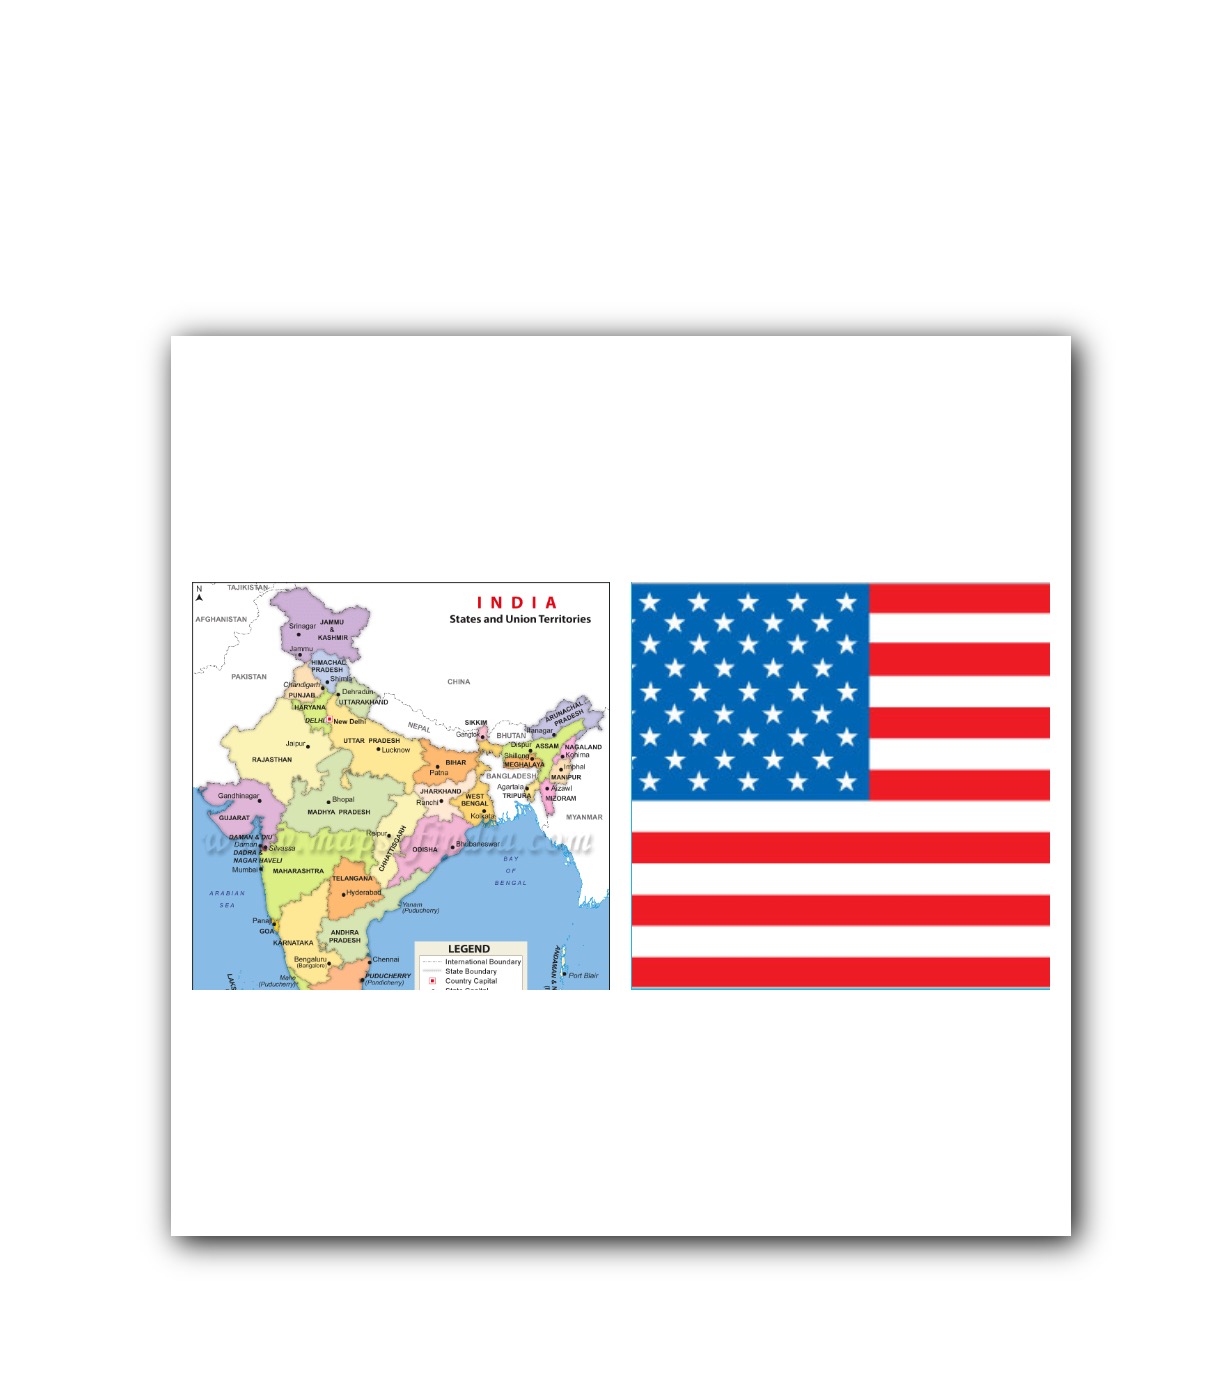 N
TAJIKISTAN
INDIA
States and Union Territories
AFGHANISTAN
Srinagar
JAMMU
&
KASHMIR
Jammu
HIMACHAL
PRADESH
PAKISTAN
Shimla
CHINA
Chandigarh
PUNJAB
Dehradun
UTTARAKHAND
HARYANA
DELHI
New Delhi
NEPAL
SIKKIM
Gangtok
BHUTAN
ARUNACHAL
PRADESH
Itanagar
Jaipur
UTTAR PRADESH
Lucknow
Dispur
ASSAM
NAGALAND
Kohima
RAJASTHAN
BIHAR
Patna
Shillong
MEGHALAYA
Imphal
MANIPUR
BANGLADESH
Gandhinagar
Bhopal
MADHYA PRADESH
JHARKHAND
Ranchi
WEST
BENGAL
Kolkata
Agartala
TRIPURA
Aizawl
MIZORAM
GUJARAT
MYANMAR
Raipur
CHHATTISGARH
DAMAN & DIU
Daman
Silvassa
DADRA &
NAGAR HAVELI
ODISHA
Bhubaneswar
www.mapsofindia.com
Mumbai
MAHARASHTRA
BAY
OF
BENGAL
TELANGANA
Hyderabad
ARABIAN
SEA
Yanam
(Puducherry)
Panaji
GOA
KARNATAKA
ANDHRA
PRADESH
LEGEND
International Boundary
State Boundary
Country Capital
State Capital
Bengaluru
(Bangalore)
Chennai
Mahe
(Puducherry)
PUDUCHERRY
(Pondicherry)
Port Blair